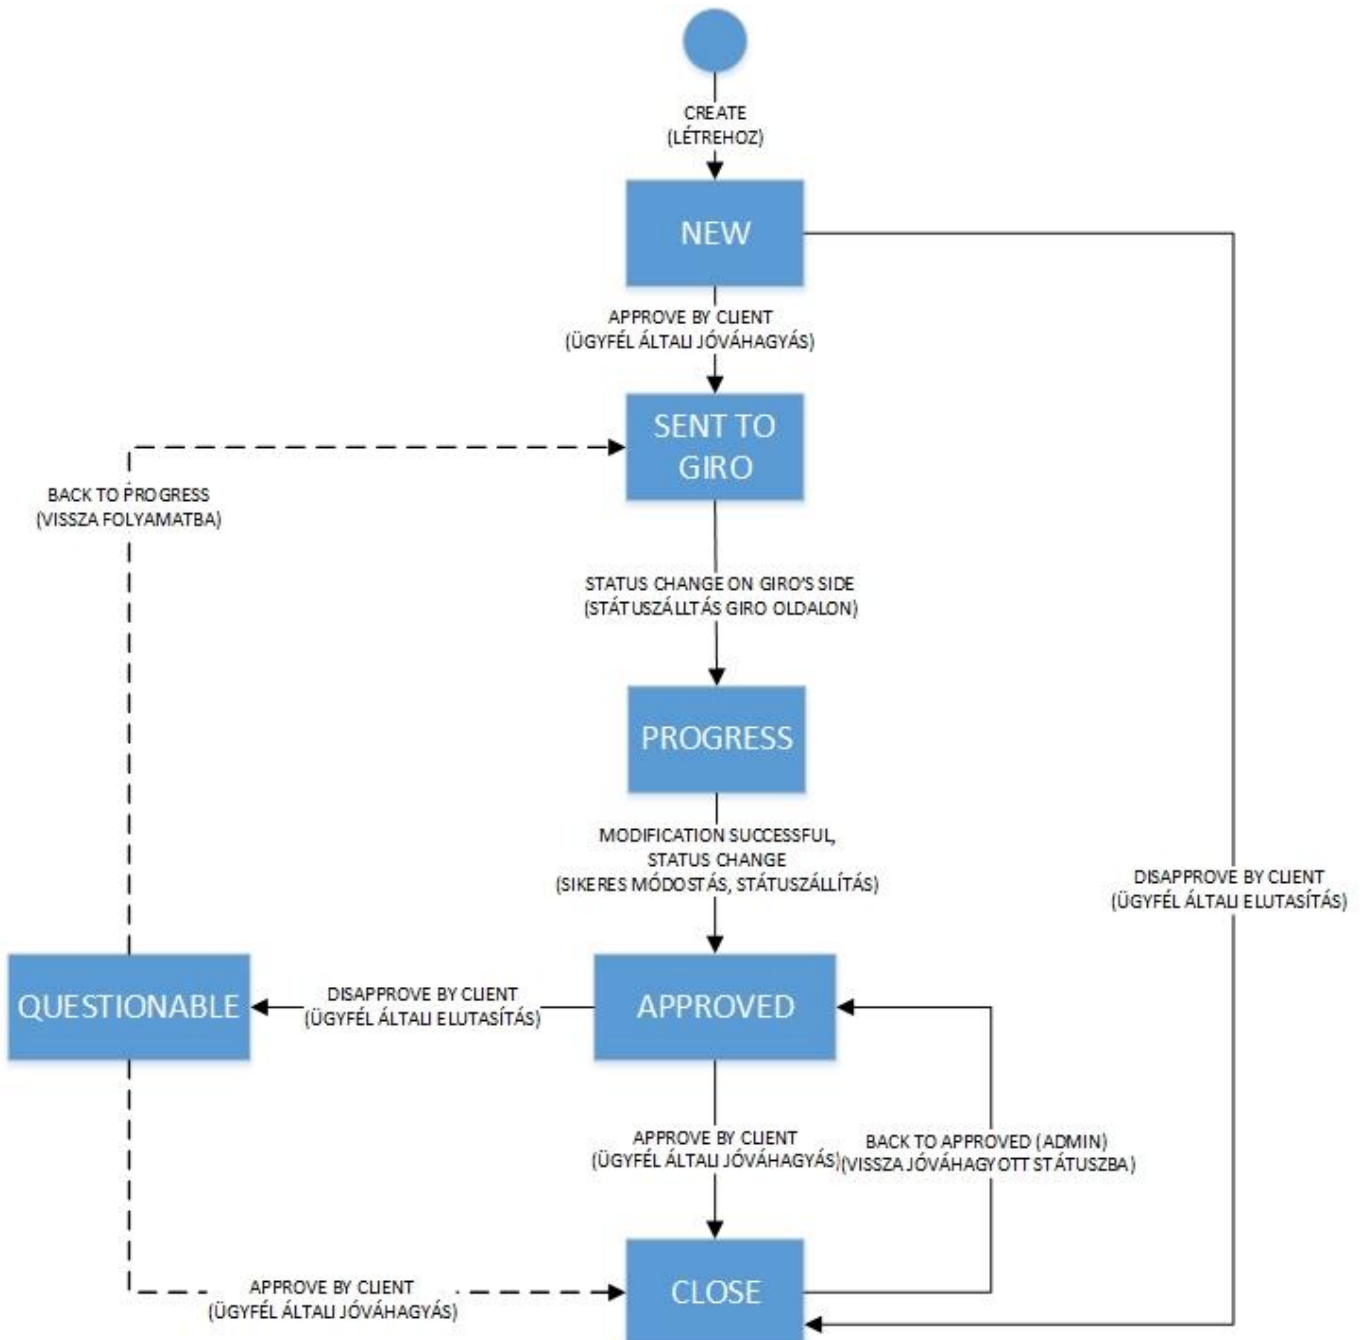 CREATE
(LÉTREHOZ)
NEW
APPROVE BY CLIENT
(ÜGYFÉL ÁLTALI JÓVÁHAGYÁS)
SENT TO
GIRO
BACK TO PROGRESS
(VISSZA FOLYAMATBA)
STATUS CHANGE ON GIRO'S SIDE
(STÁTUSZÁLLTÁS GIRO OLDALON)
PROGRESS
MODIFICATION SUCCESSFUL,
STATUS CHANGE
(SIKERES MÓDOSTÁS, STÁTUSZÁLLÍTÁS)
DISAPPROVE BY CLIENT
(ÜGYFÉL ÁLTALI ELUTASÍTÁS)
QUESTIONABLE
DISAPPROVE BY CLIENT
(ÜGYFÉL ÁLTALI ELUTASÍTÁS)
APPROVED
APPROVE BY CLIENT
(ÜGYFÉL ÁLTALI JÓVÁHAGYÁS)
BACK TO APPROVED (ADMIN)
(VISSZA JÓVÁHAGYOTT STÁTUSZBA)
APPROVE BY CLIENT
(ÜGYFÉL ÁLTALI JÓVÁHAGYÁS)
CLOSE